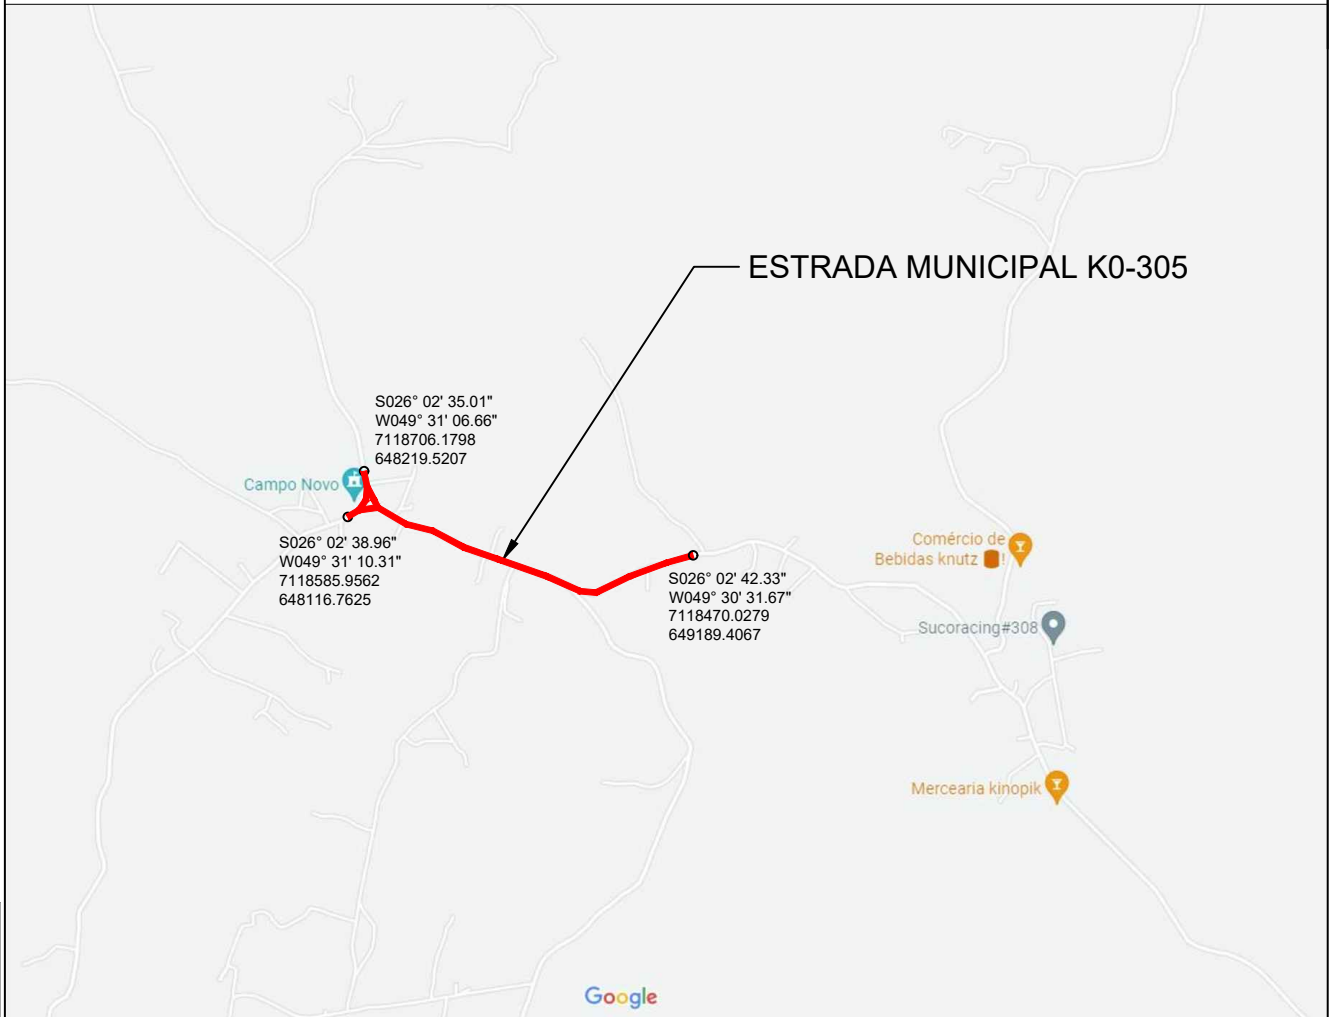 ESTRADA MUNICIPAL K0-305
S026° 02' 35.01"
W049° 31' 06.66"
7118706.1798
648219.5207
Campo Novo
S026° 02' 38.96"
W049° 31' 10.31"
7118585.9562
648116.7625
S026° 02' 42.33"
W049° 30' 31.67"
7118470.0279
649189.4067
Comércio de
Bebidas knutz 🛢!
Sucoracing#308
Mercearia kinopik
Google